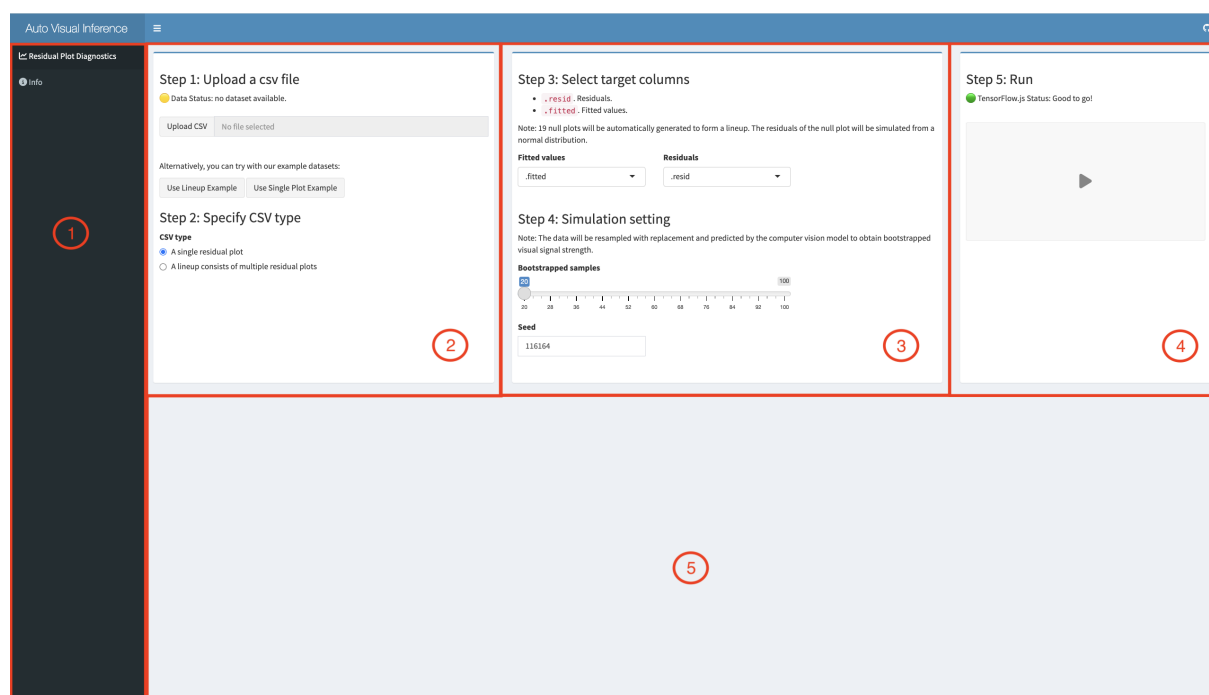 Auto Visual Inference
Residual Plot Diagnostics
Info
1
Step 1: Upload a csv file
Data Status: no dataset available.
Upload CSV No file selected
Alternatively, you can try with our example datasets:
Use Lineup Example Use Single Plot Example
Step 2: Specify CSV type
CSV type
A single residual plot
A lineup consists of multiple residual plots
2
Step 3: Select target columns
.resid . Residuals.
.fitted . Fitted values.
Note: 19 null plots will be automatically generated to form a lineup. The residuals of the null plot will be simulated from a
normal distribution.
Fitted values Residuals
.fitted .resid
Step 4: Simulation setting
Note: The data will be resampled with replacement and predicted by the computer vision model to obtain bootstrapped
visual signal strength.
Bootstrapped samples
20 100
20 28 36 44 52 60 68 76 84 92 100
Seed
116164
3
Step 5: Run
TensorFlow.js Status: Good to go!
4
5